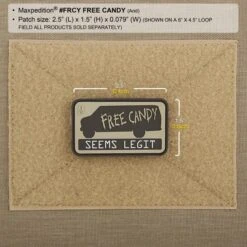 • Maxpedition® #FRCY FREE CANDY (Arid)
• Patch size: 2.5" (L) x 1.5" (H) x 0.079" (W) (SHOWN ON A 6" X 4.5" LOOP
FIELD ALL PRODUCTS SOLD SEPARATELY)
FREE CANDY
SEEMS LEGIT